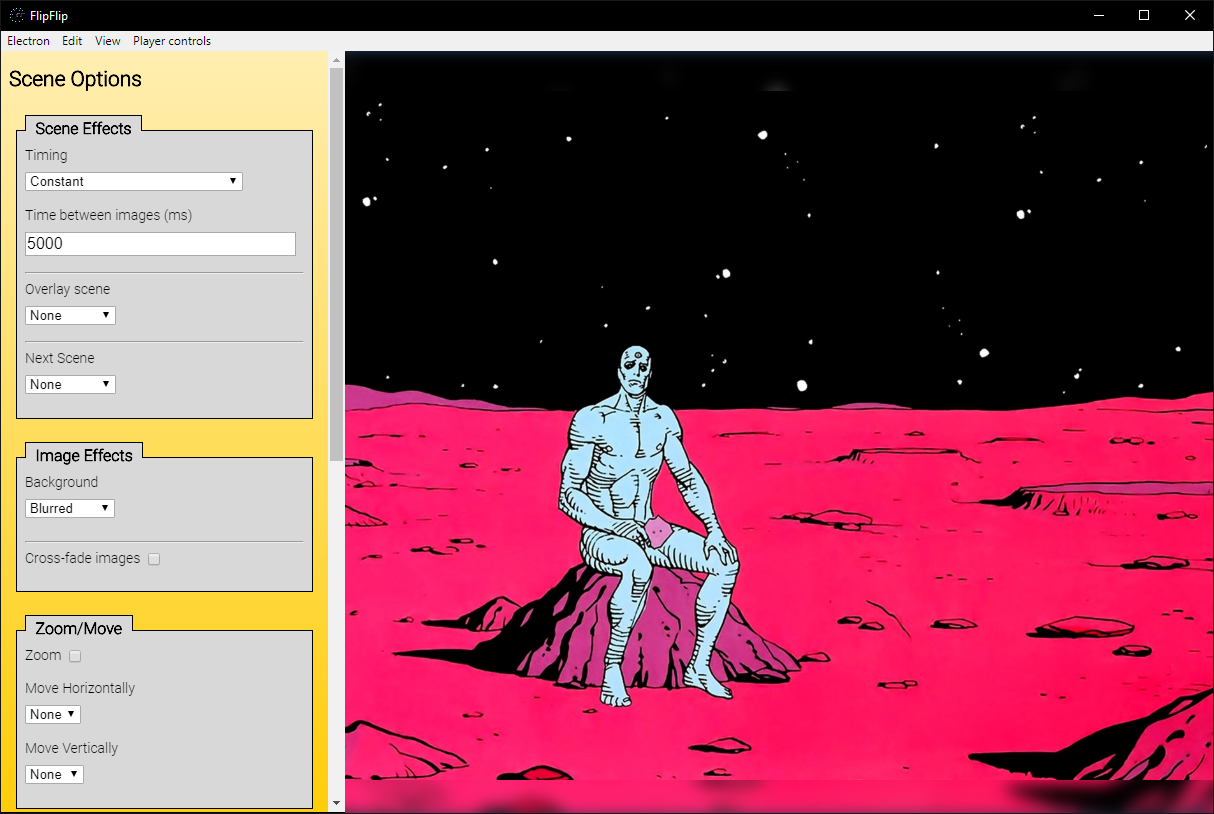 FlipFlip
Electron Edit View Player controls
Scene Options
Scene Effects
Timing
Constant
Time between images (ms)
5000
Overlay scene
None
Next Scene
None
Image Effects
Background
Blurred
Cross-fade images
Zoom/Move
Zoom
Move Horizontally
None
Move Vertically
None